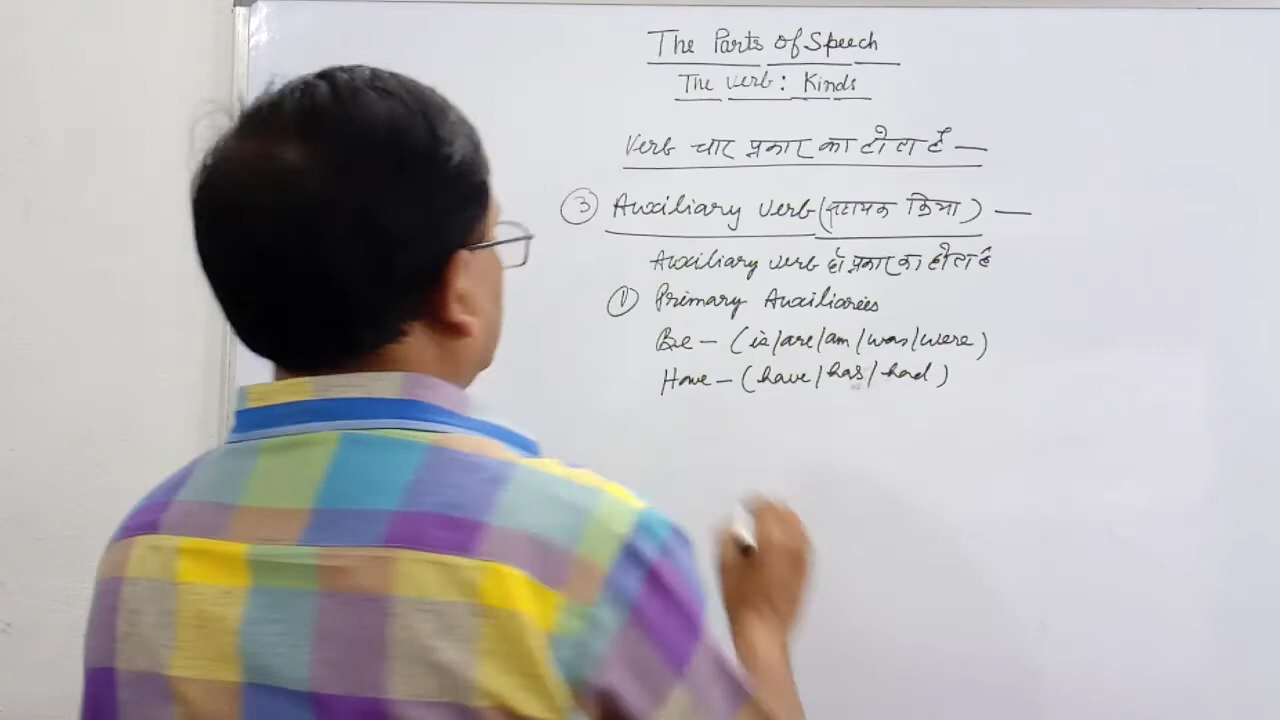 The Parts of Speech
The Verb: Kinds
Verb चार प्रकार का होता है —
③ Auxiliary Verb (सहायक क्रिया) —
Auxiliary verb दो प्रकार का होता है
① Primary Auxiliaries
Be – (is/are/am/was/were)
Have – (have/has/had)